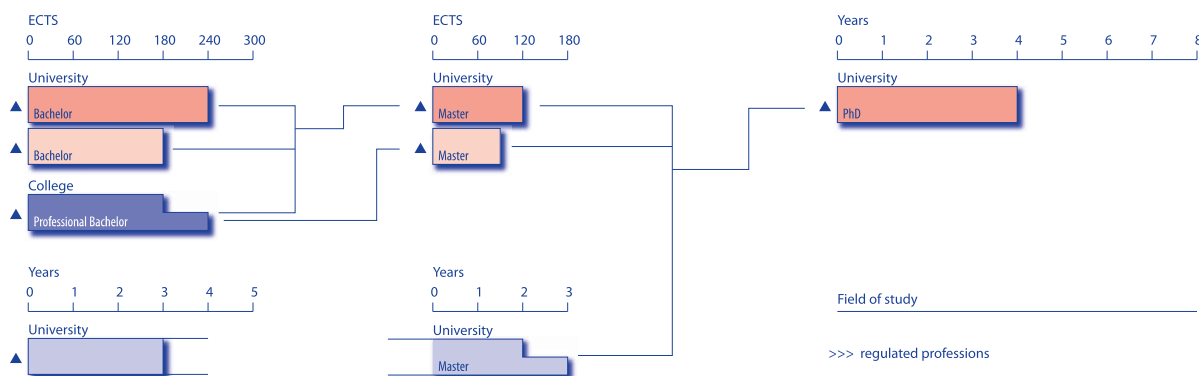 ECTS
0 60 120 180 240 300
University
Bachelor
Bachelor
College
Professional Bachelor
Years
0 1 2 3 4 5
University
ECTS
0 60 120 180
University
Master
Master
Years
0 1 2 3
University
Master
Years
0 1 2 3 4 5 6 7 8
University
PhD
Field of study
>>> regulated professions